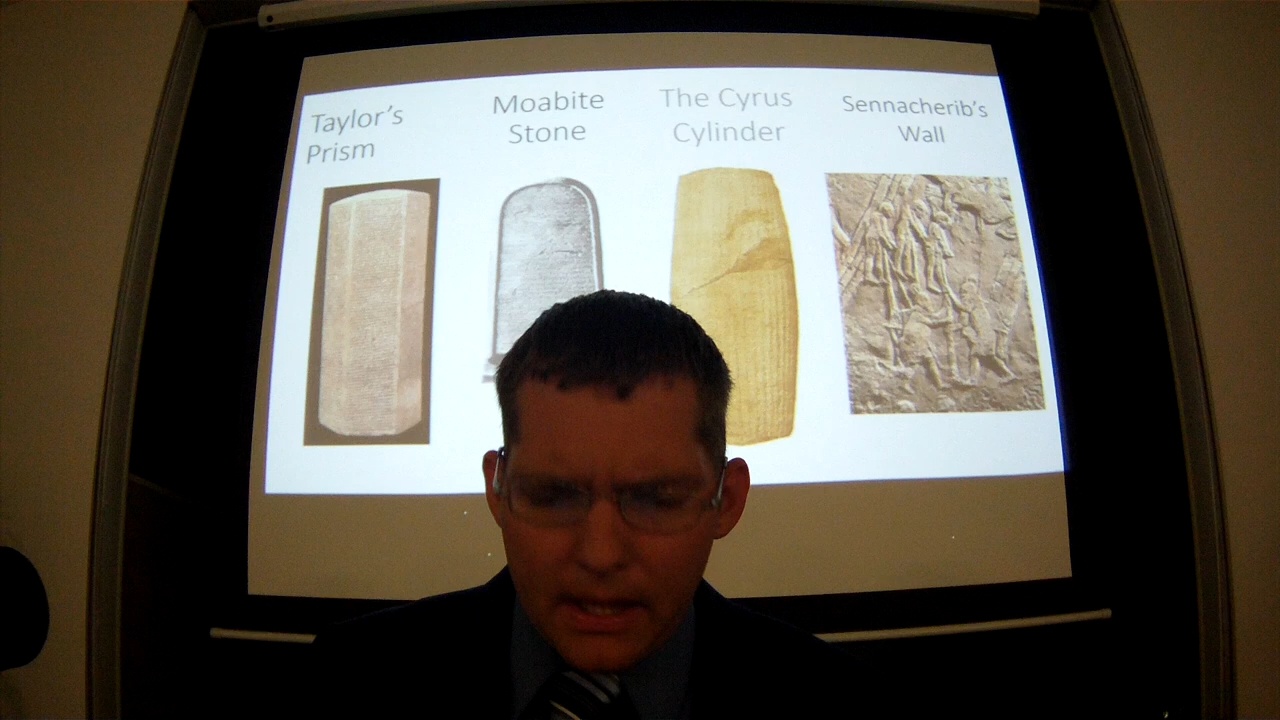 Taylor's
Prism
Moabite
Stone
The Cyrus
Cylinder
Sennacherib's
Wall